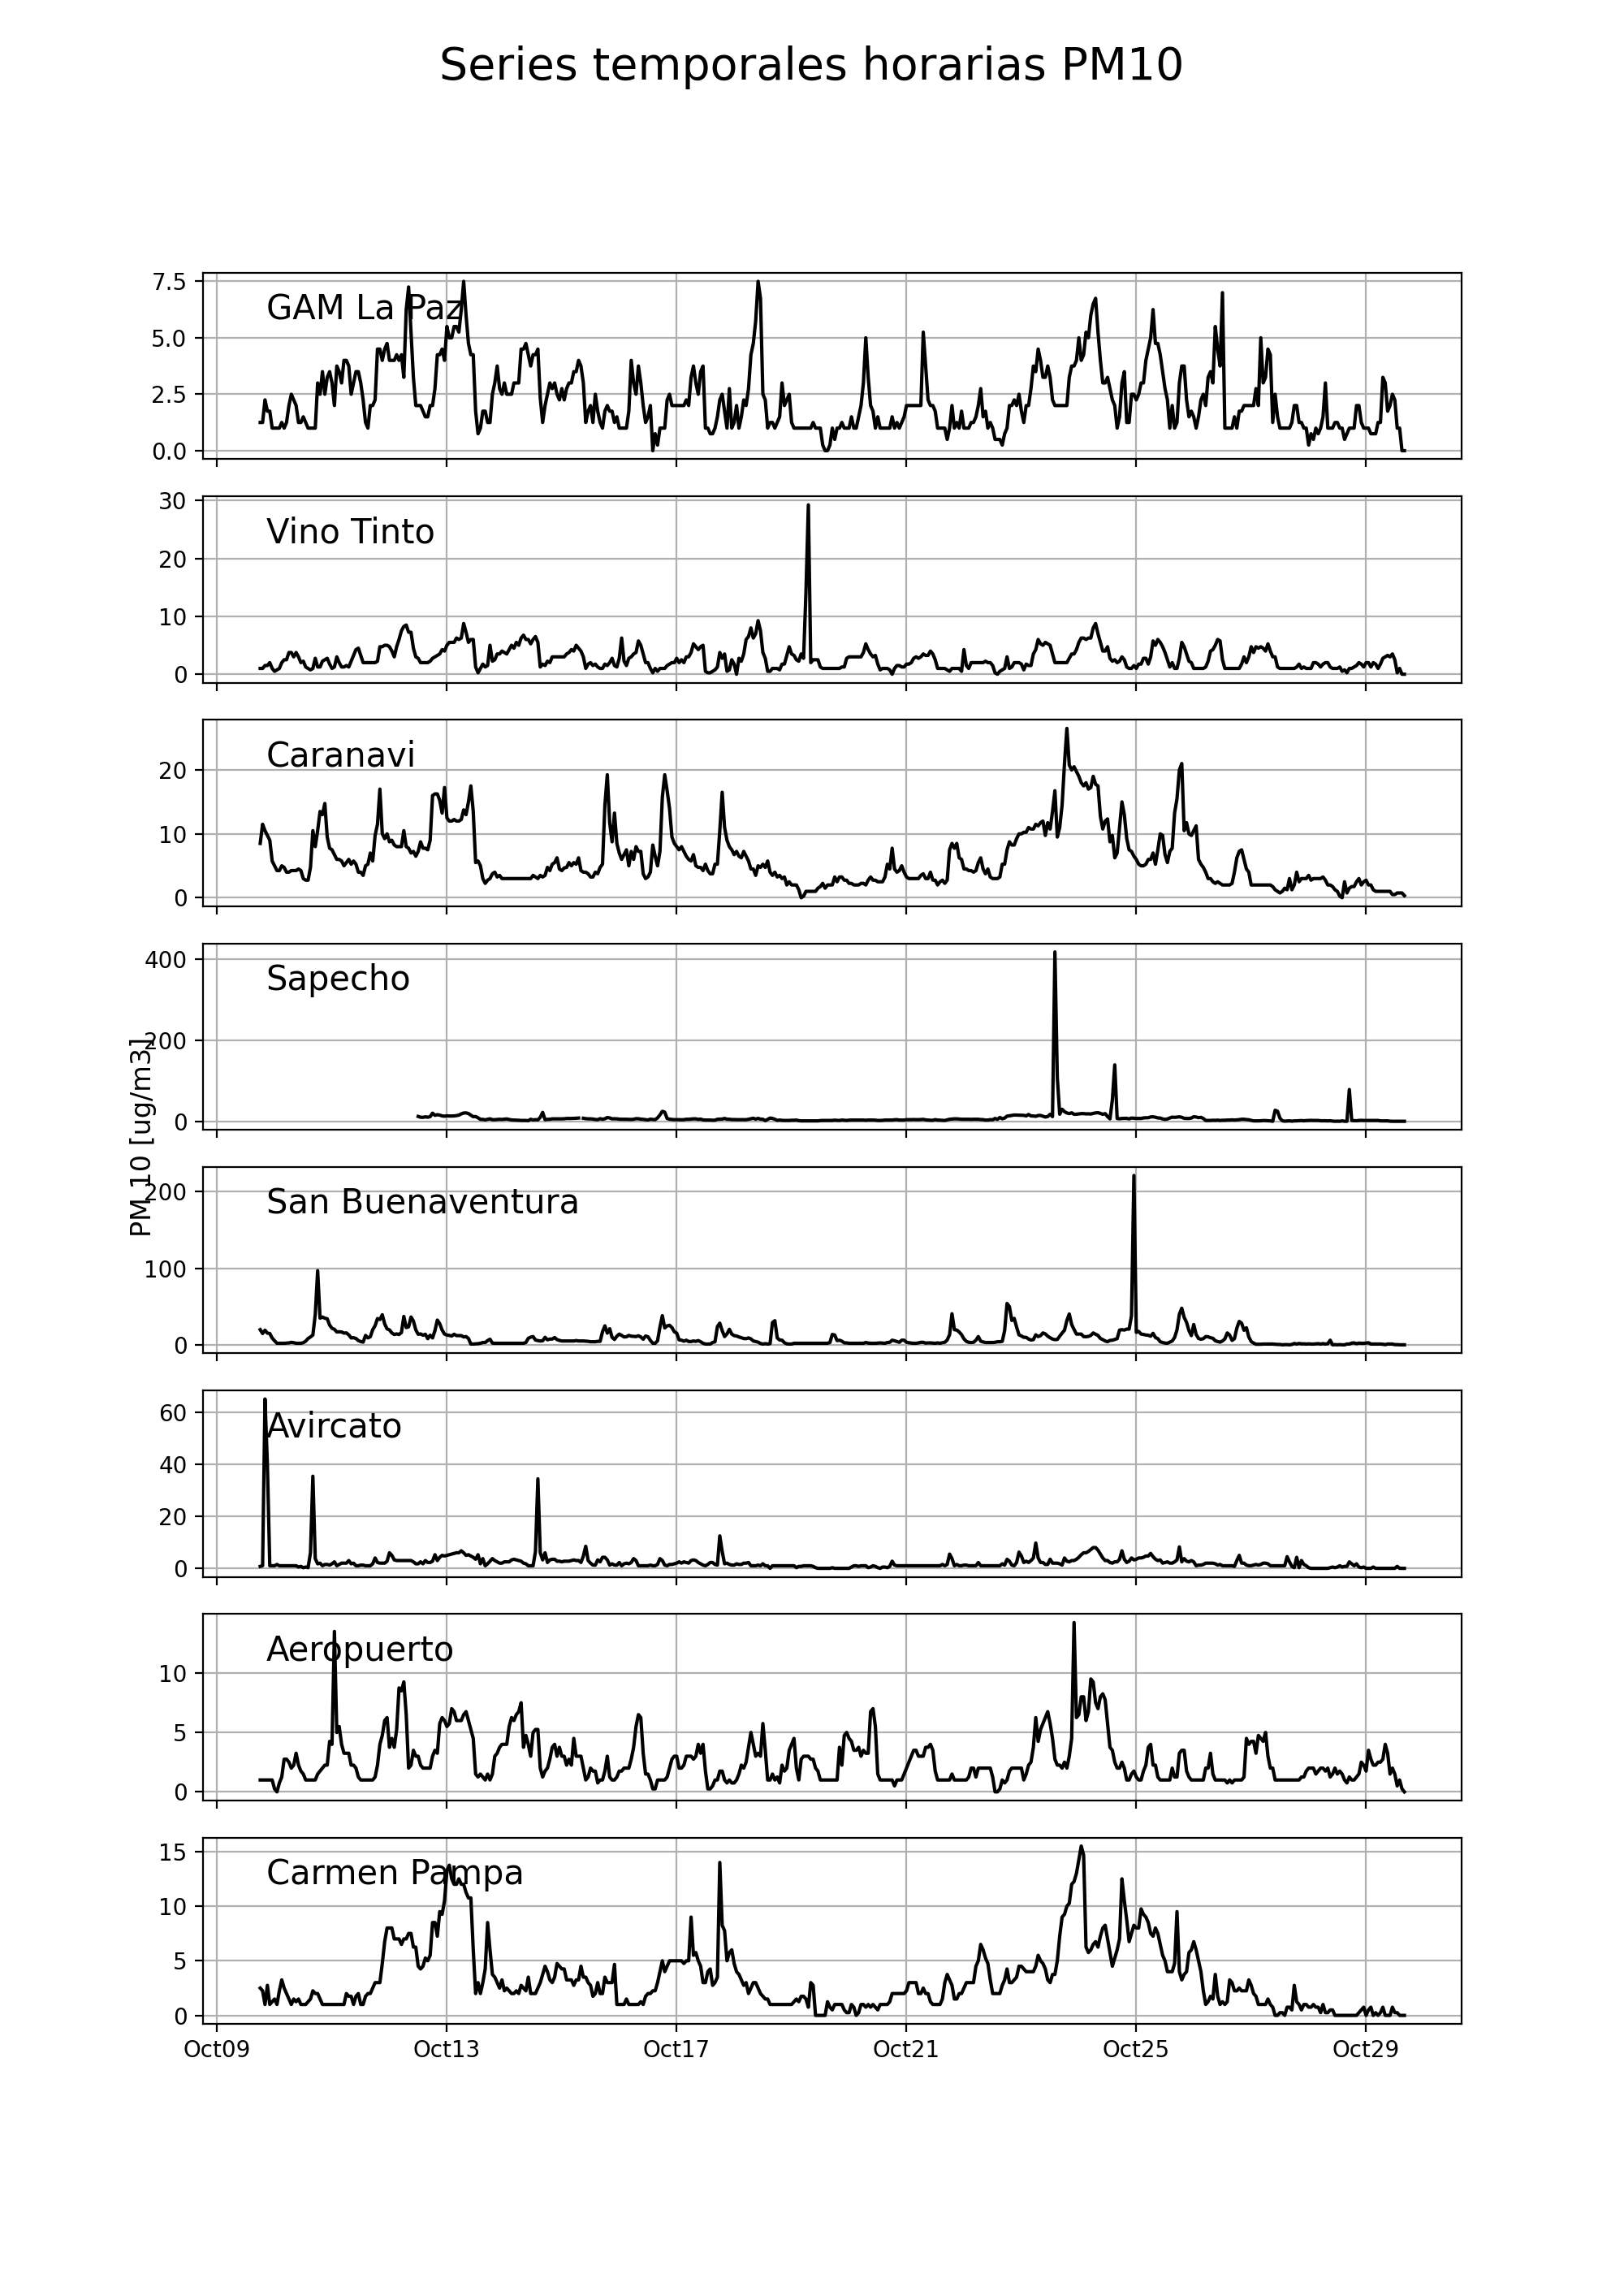 Series temporales horarias PM10
GAM La Paz
7.5
5.0
2.5
0.0
Vino Tinto
30
20
10
0
Caranavi
20
10
0
Sapecho
400
200
0
PM 10 [ug/m3]
San Buenaventura
200
100
0
Avircato
60
40
20
0
Aeropuerto
10
5
0
Carmen Pampa
15
10
5
0
Oct09 Oct13 Oct17 Oct21 Oct25 Oct29